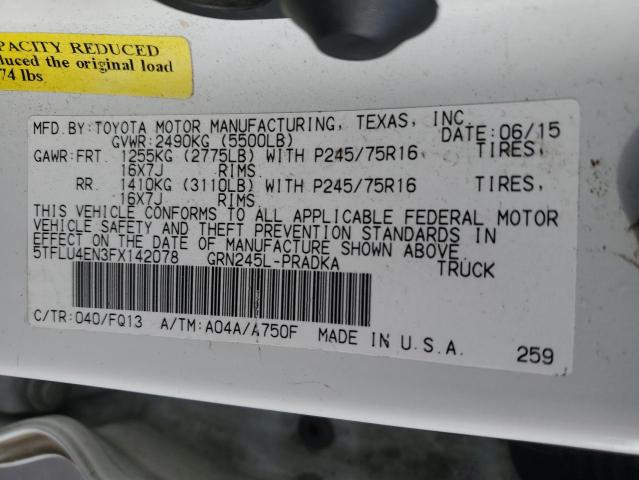 PACITY REDUCED
duced the original load
74 lbs
MFD. BY: TOYOTA MOTOR MANUFACTURING, TEXAS, INC.
GVWR: 2490KG (5500LB) DATE: 06/15
GAWR: FRT. 1255KG (2775LB) WITH P245/75R16 TIRES,
16X7J RIMS.
RR. 1410KG (3110LB) WITH P245/75R16 TIRES,
16X7J RIMS.
THIS VEHICLE CONFORMS TO ALL APPLICABLE FEDERAL MOTOR
VEHICLE SAFETY AND THEFT PREVENTION STANDARDS IN
EFFECT ON THE DATE OF MANUFACTURE SHOWN ABOVE.
5TFLU4EN3FX142078 GRN245L-PRADKA TRUCK
C/TR: 040/FQ13 A/TM: A04A/A750F MADE IN U.S.A.
259